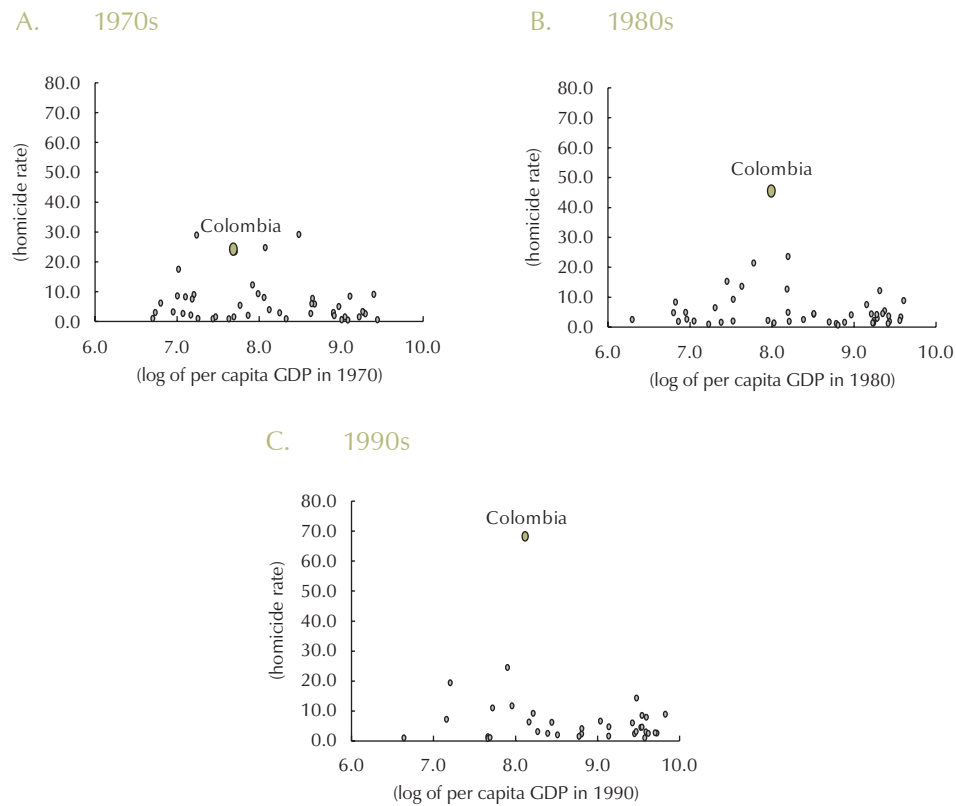 A. 1970s
80.0
70.0
60.0
50.0
40.0
30.0
20.0
10.0
0.0
(homicide rate)
Colombia
6.0 7.0 8.0 9.0 10.0
(log of per capita GDP in 1970)
B. 1980s
80.0
70.0
60.0
50.0
40.0
30.0
20.0
10.0
0.0
(homicide rate)
Colombia
6.0 7.0 8.0 9.0 10.0
(log of per capita GDP in 1980)
C. 1990s
80.0
70.0
60.0
50.0
40.0
30.0
20.0
10.0
0.0
(homicide rate)
Colombia
6.0 7.0 8.0 9.0 10.0
(log of per capita GDP in 1990)